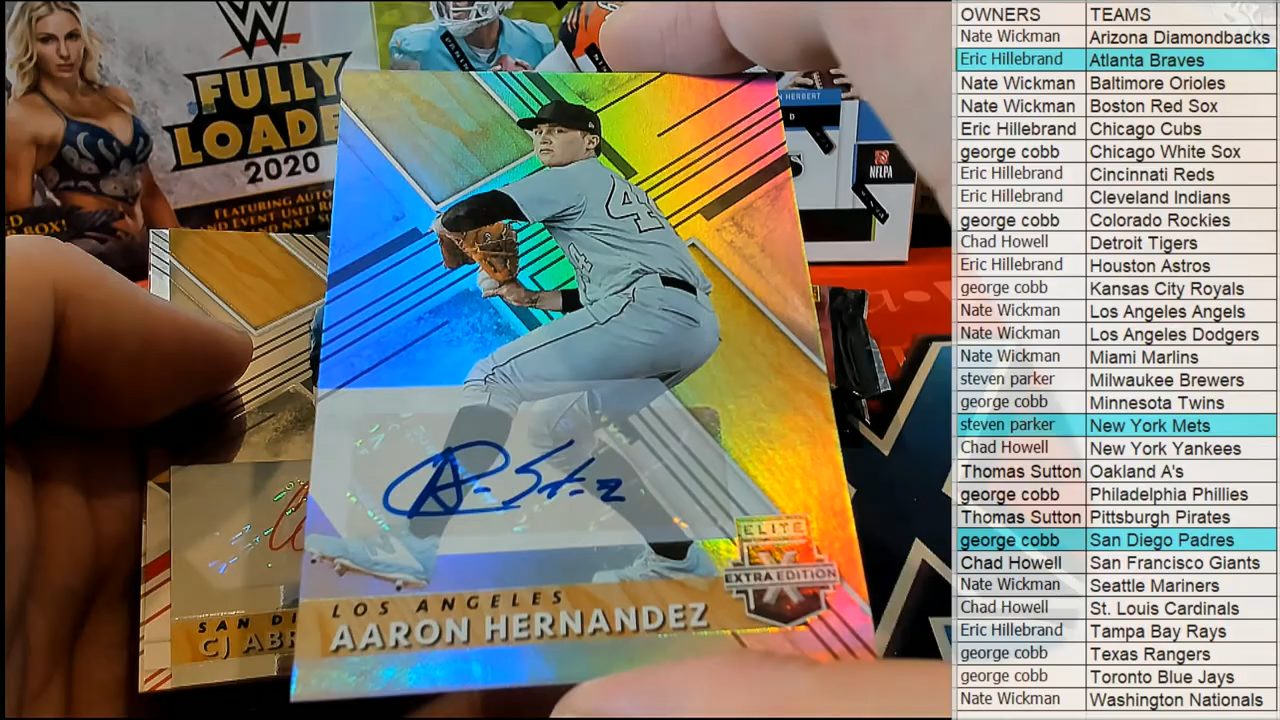 WWE
FULLY
LOADED
2020
FEATURING AUTO
AND EVENT USED RE
ND NXT
BOX!
HERBERT
D
NFLPA
44
LOS ANGELES
AARON HERNANDEZ
ELITE
EXTRA EDITION
X
SAN DI
CJ ABR
OWNERS TEAMS
Nate Wickman Arizona Diamondbacks
Eric Hillebrand Atlanta Braves
Nate Wickman Baltimore Orioles
Nate Wickman Boston Red Sox
Eric Hillebrand Chicago Cubs
george cobb Chicago White Sox
Eric Hillebrand Cincinnati Reds
Eric Hillebrand Cleveland Indians
george cobb Colorado Rockies
Chad Howell Detroit Tigers
Eric Hillebrand Houston Astros
george cobb Kansas City Royals
Nate Wickman Los Angeles Angels
Nate Wickman Los Angeles Dodgers
Nate Wickman Miami Marlins
steven parker Milwaukee Brewers
george cobb Minnesota Twins
steven parker New York Mets
Chad Howell New York Yankees
Thomas Sutton Oakland A's
george cobb Philadelphia Phillies
Thomas Sutton Pittsburgh Pirates
george cobb San Diego Padres
Chad Howell San Francisco Giants
Nate Wickman Seattle Mariners
Chad Howell St. Louis Cardinals
Eric Hillebrand Tampa Bay Rays
george cobb Texas Rangers
george cobb Toronto Blue Jays
Nate Wickman Washington Nationals